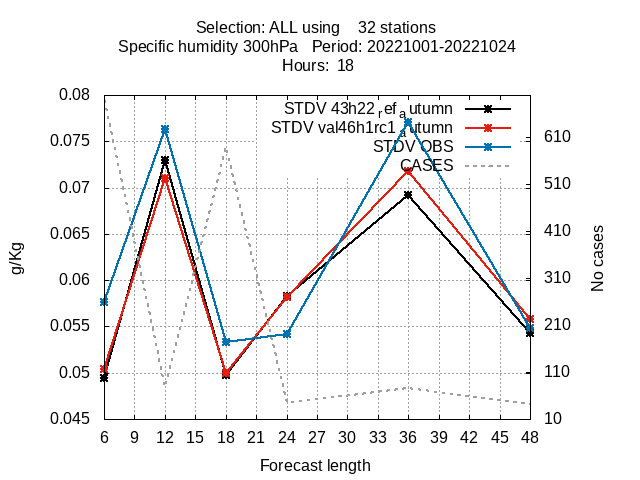 Selection: ALL using    32 stations
Specific humidity 300hPa   Period: 20221001-20221024
Hours:  18
STDV 43h22_ref_autumn
STDV val46h1rc1_autumn
STDV OBS
CASES
0.08
0.075
0.07
0.065
0.06
0.055
0.05
0.045
610
510
410
310
210
110
10
g/Kg
No cases
6 9 12 15 18 21 24 27 30 33 36 39 42 45 48
Forecast length